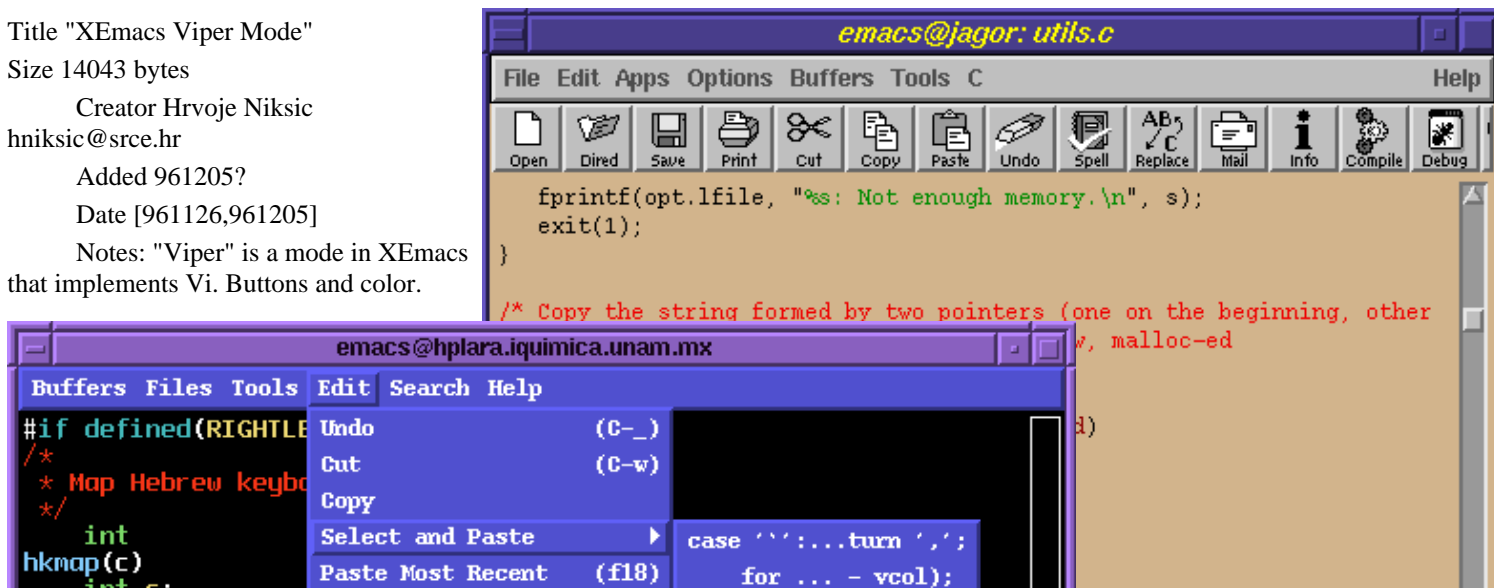 Title "XEmacs Viper Mode"
Size 14043 bytes
Creator Hrvoje Niksic
hniksic@srce.hr
Added 961205?
Date [961126,961205]
Notes: "Viper" is a mode in XEmacs
that implements Vi. Buttons and color.
emacs@jagor: utils.c
File Edit Apps Options Buffers Tools C Help
Open Dired Save Print Cut Copy Paste Undo Spell Replace Mail Info Compile Debug
fprintf(opt.lfile, "%s: Not enough memory.\n", s);
exit(1);
}
/* Copy the string formed by two pointers (one on the beginning, other
, malloc-ed
d)
emacs@hplara.iquimica.unam.mx
Buffers Files Tools Edit Search Help
#if defined(RIGHTLE
/*
* Map Hebrew keybo
*/
int
hkmap(c)
int c;
Undo (C-_)
Cut (C-w)
Copy
Select and Paste
Paste Most Recent (f18)
case '`':...turn ',';
for ... - vcol);